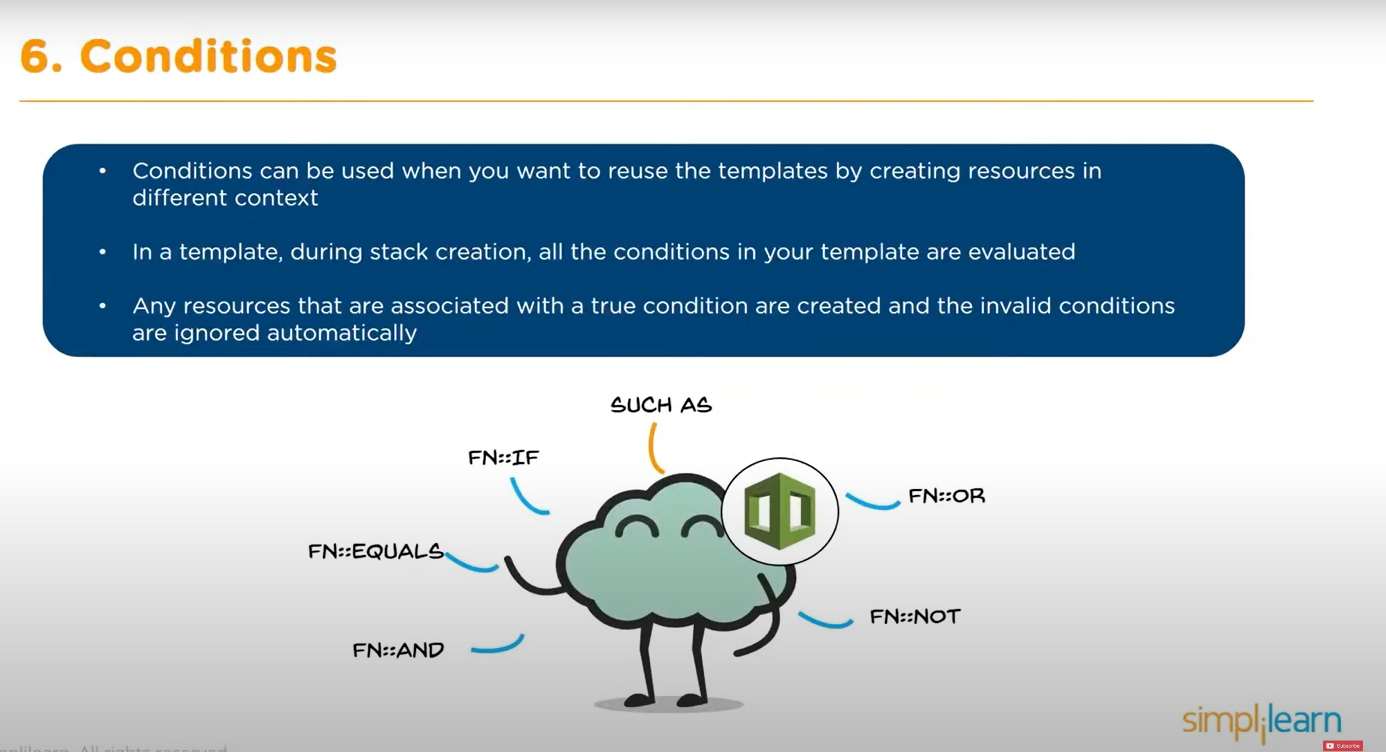 6. Conditions
• Conditions can be used when you want to reuse the templates by creating resources in
different context
• In a template, during stack creation, all the conditions in your template are evaluated
• Any resources that are associated with a true condition are created and the invalid conditions
are ignored automatically
SUCH AS
FN::IF
FN::OR
FN::EQUALS
FN::NOT
FN::AND
simplilearn
Subscribe
plilearn. All rights reserved.